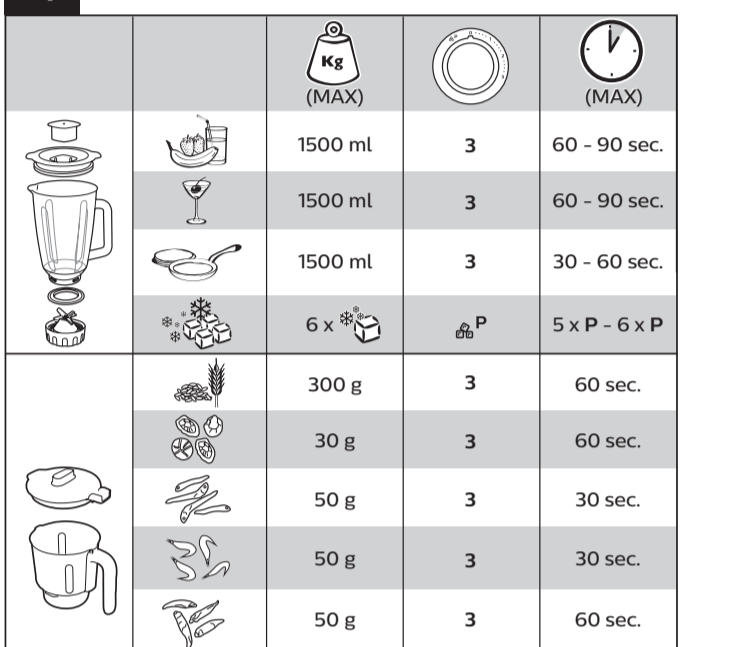 Kg
(MAX) (MAX)
1500 ml 3 60 - 90 sec.
1500 ml 3 60 - 90 sec.
1500 ml 3 30 - 60 sec.
6 x P 5 x P - 6 x P
300 g 3 60 sec.
30 g 3 60 sec.
50 g 3 30 sec.
50 g 3 30 sec.
50 g 3 60 sec.